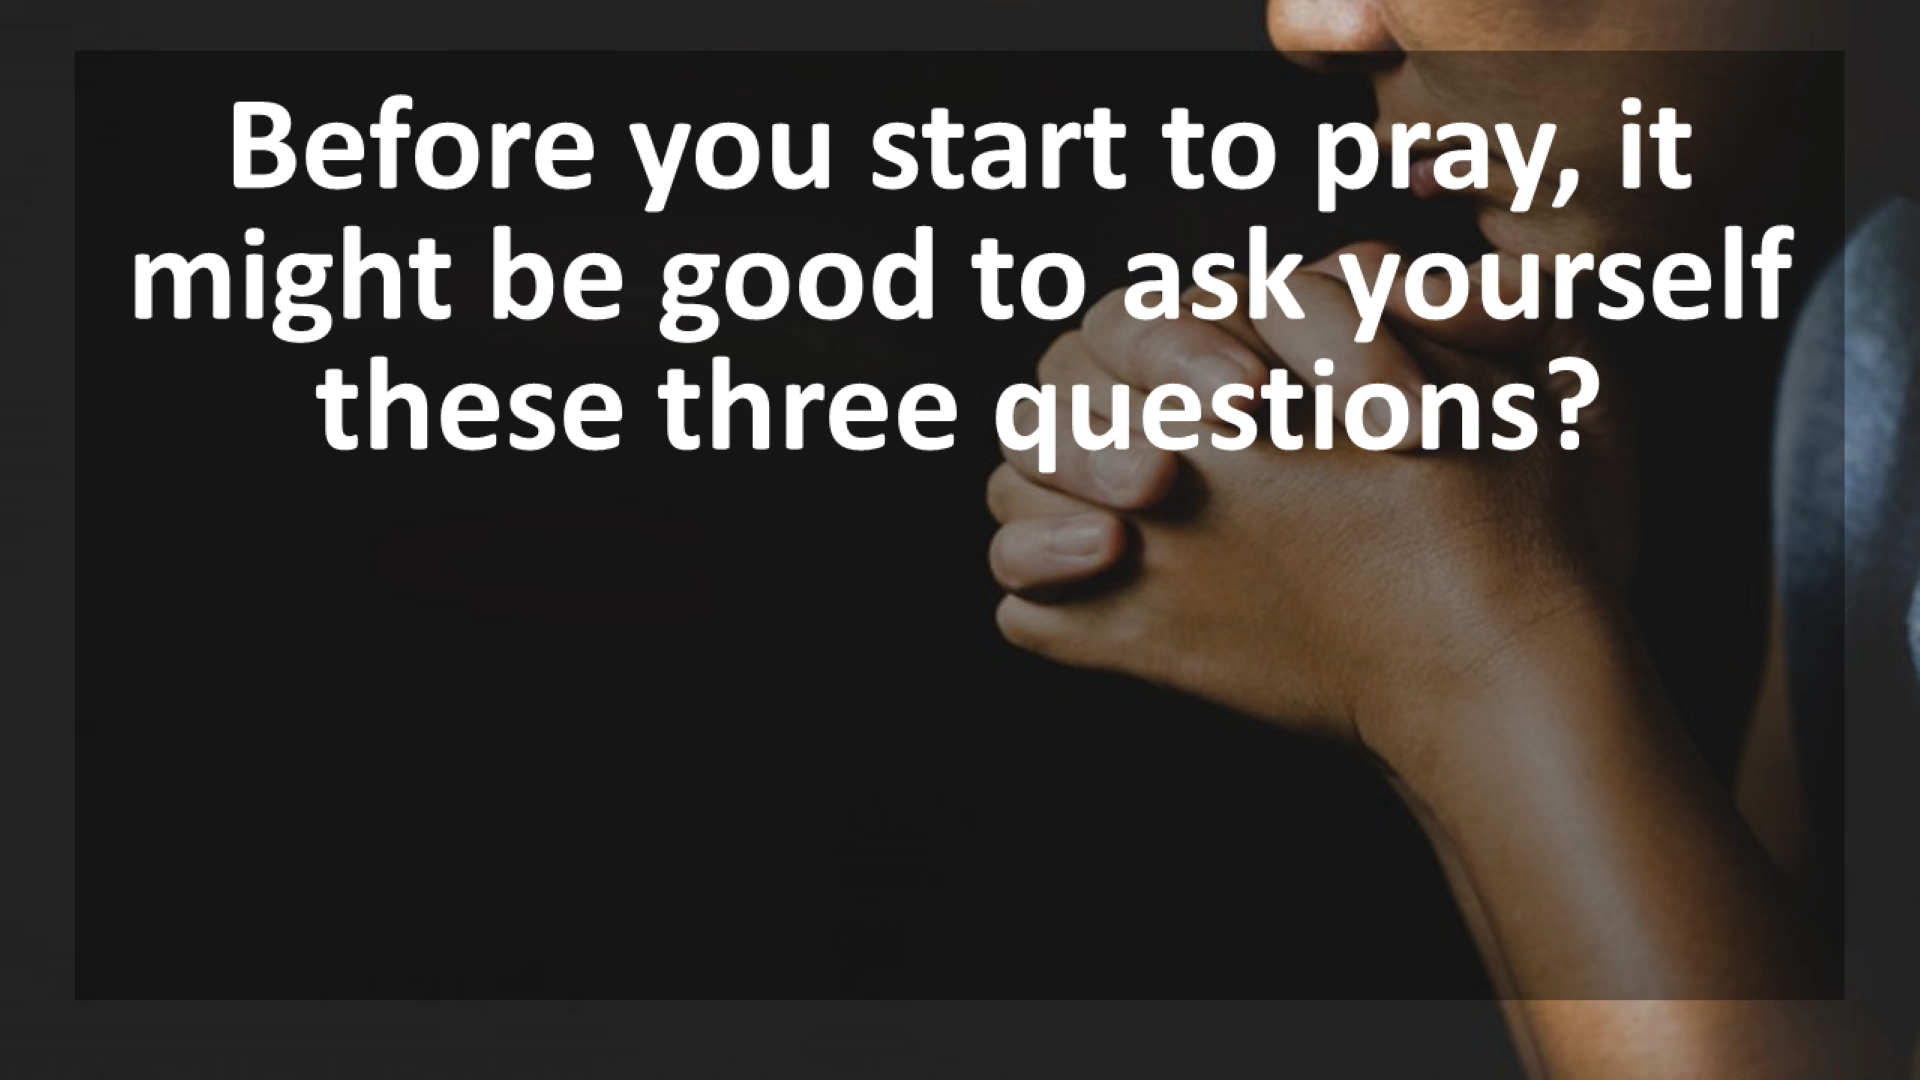 Before you start to pray, it
might be good to ask yourself
these three questions?